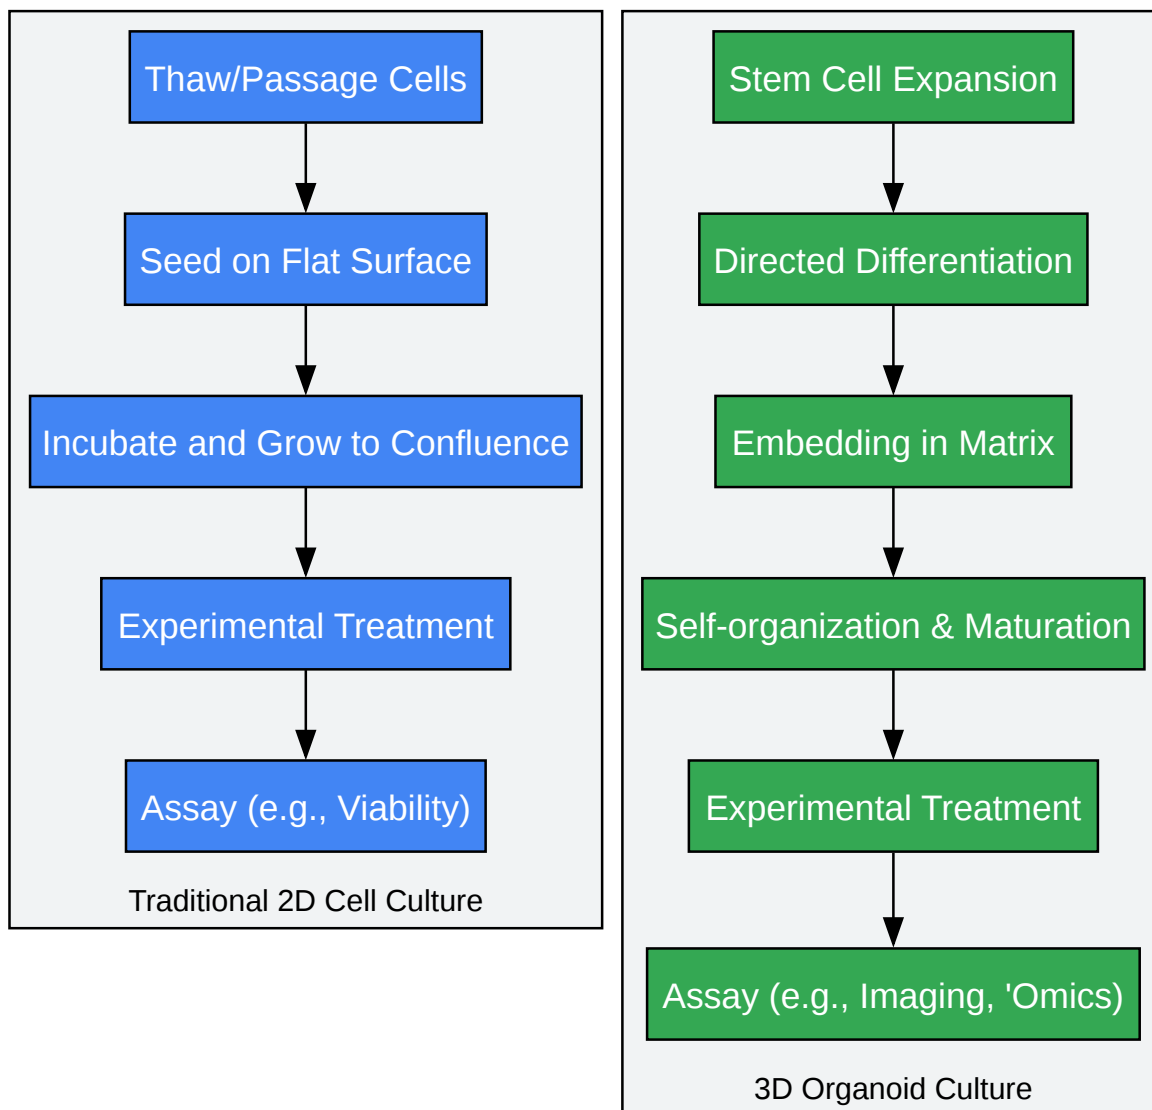 Thaw/Passage Cells
Seed on Flat Surface
Incubate and Grow to Confluence
Experimental Treatment
Assay (e.g., Viability)
Traditional 2D Cell Culture
Stem Cell Expansion
Directed Differentiation
Embedding in Matrix
Self-organization & Maturation
Experimental Treatment
Assay (e.g., Imaging, 'Omics)
3D Organoid Culture